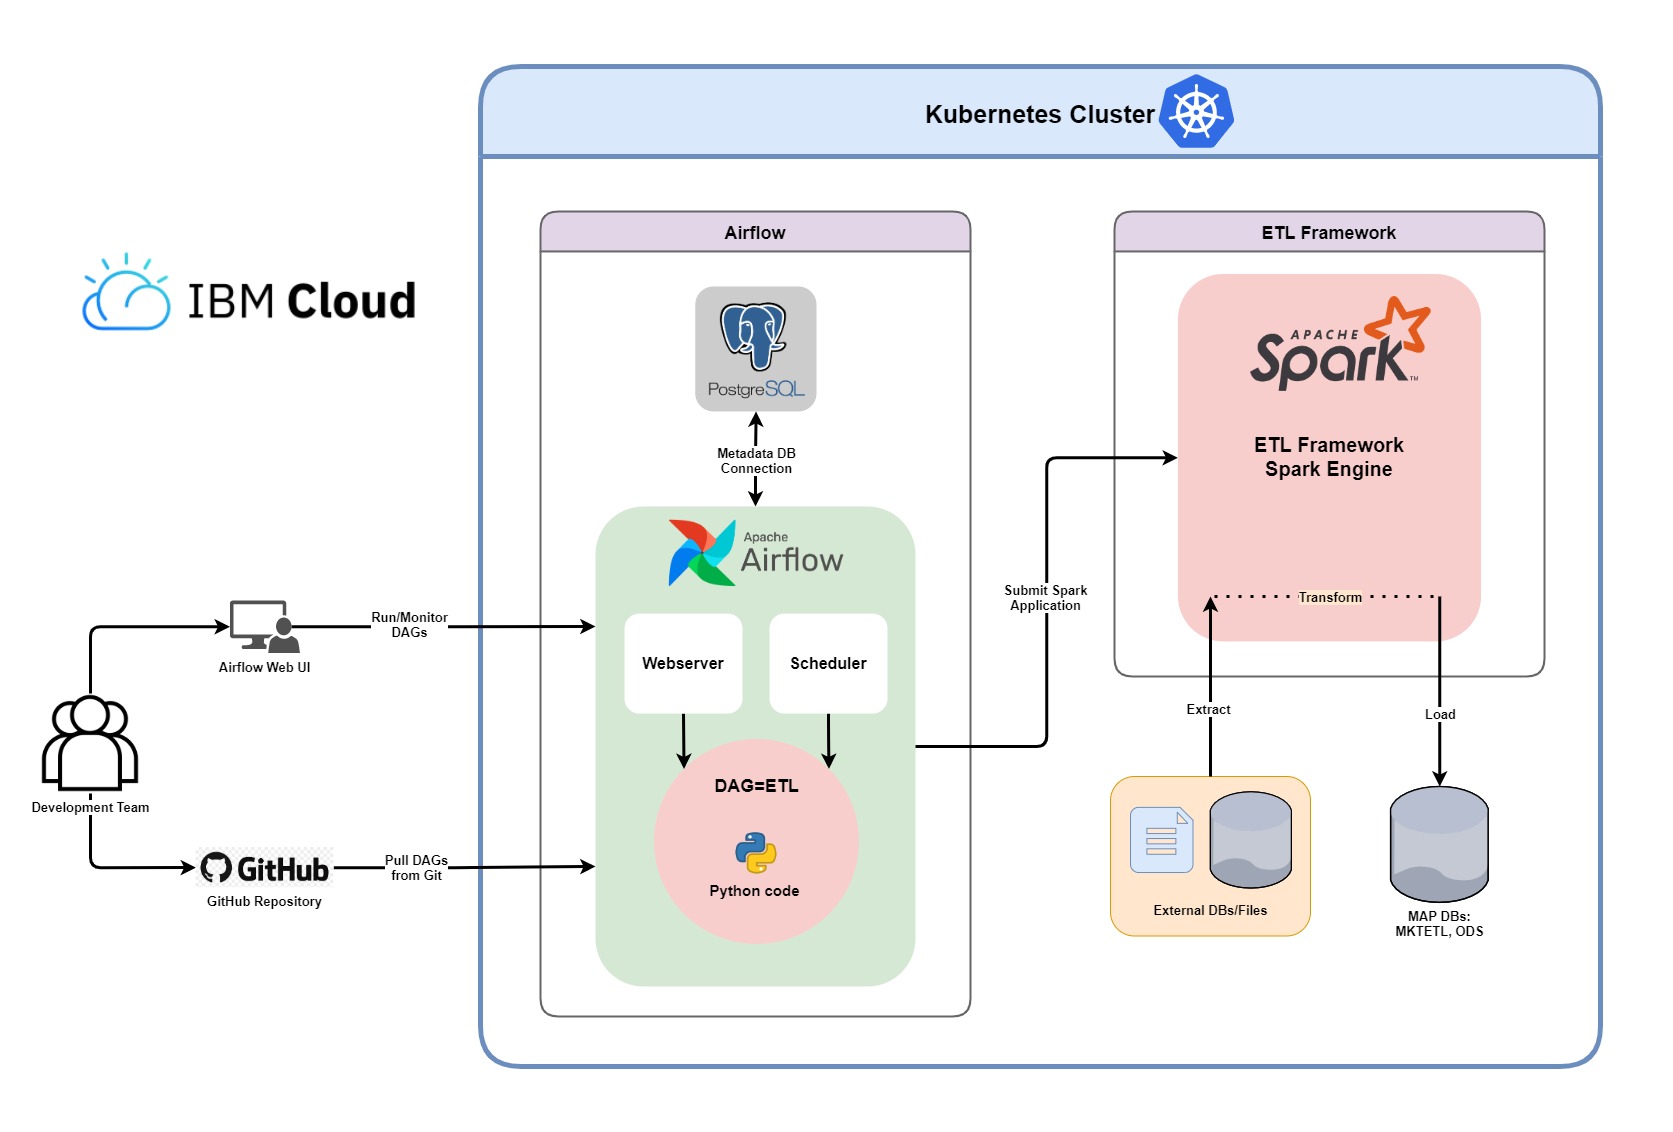 Kubernetes Cluster
IBM Cloud
Airflow
PostgreSQL
Metadata DB
Connection
Apache
Airflow
Webserver
Scheduler
DAG=ETL
Python code
Run/Monitor
DAGs
Airflow Web UI
Development Team
GitHub
GitHub Repository
Pull DAGs
from Git
Submit Spark
Application
ETL Framework
APACHE
Spark™
ETL Framework
Spark Engine
Transform
Extract
Load
External DBs/Files
MAP DBs:
MKTETL, ODS